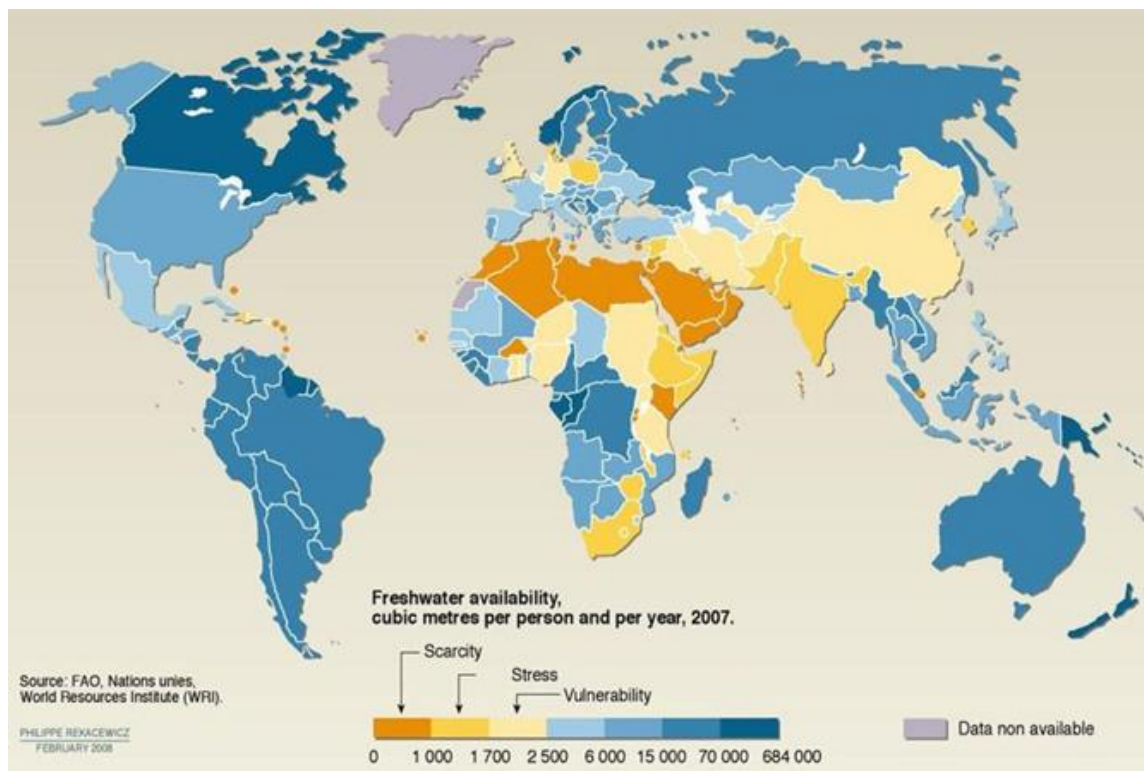 Freshwater availability,
cubic metres per person and per year, 2007.
Scarcity
Stress
Vulnerability
0 1 000 1 700 2 500 6 000 15 000 70 000 684 000
Data non available
Source: FAO, Nations unies,
World Resources Institute (WRI).
PHILIPPE REKACEWICZ
FEBRUARY 2008